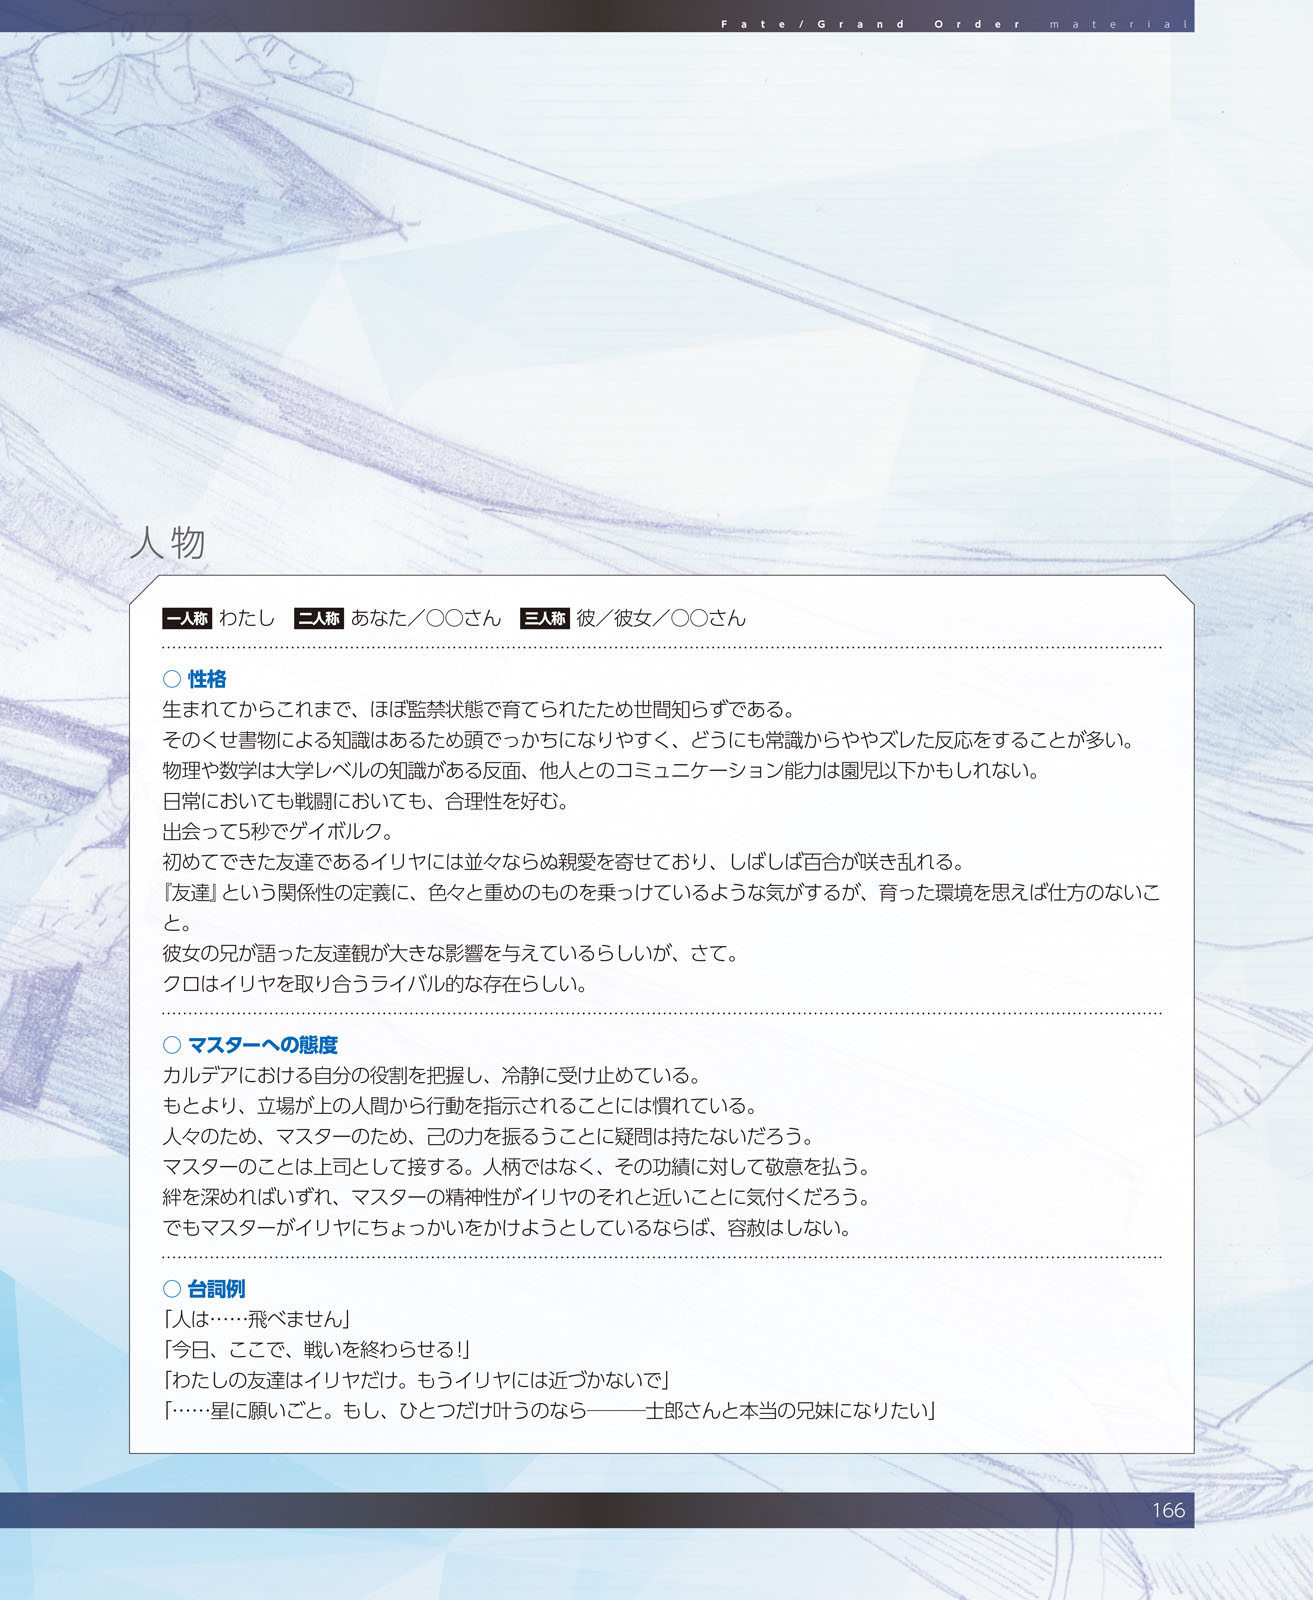 Fate/Grand Order material
人物
一人称 わたし 二人称 あなた／○○さん 三人称 彼／彼女／○○さん
○ 性格
生まれてからこれまで、ほぼ監禁状態で育てられたため世間知らずである。
そのくせ書物による知識はあるため頭でっかちになりやすく、どうにも常識からややズレた反応をすることが多い。
物理や数学は大学レベルの知識がある反面、他人とのコミュニケーション能力は園児以下かもしれない。
日常においても戦闘においても、合理性を好む。
出会って5秒でゲイボルク。
初めてできた友達であるイリヤには並々ならぬ親愛を寄せており、しばしば百合が咲き乱れる。
『友達』という関係性の定義に、色々と重めのものを乗っけているような気がするが、育った環境を思えば仕方のないこ
と。
彼女の兄が語った友達観が大きな影響を与えているらしいが、さて。
クロはイリヤを取り合うライバル的な存在らしい。
○ マスターへの態度
カルデアにおける自分の役割を把握し、冷静に受け止めている。
もとより、立場が上の人間から行動を指示されることには慣れている。
人々のため、マスターのため、己の力を振るうことに疑問は持たないだろう。
マスターのことは上司として接する。人柄ではなく、その功績に対して敬意を払う。
絆を深めればいずれ、マスターの精神性がイリヤのそれと近いことに気付くだろう。
でもマスターがイリヤにちょっかいをかけようとしているならば、容赦はしない。
○ 台詞例
「人は……飛べません」
「今日、ここで、戦いを終わらせる！」
「わたしの友達はイリヤだけ。もうイリヤには近づかないで」
「……星に願いごと。もし、ひとつだけ叶うのなら―――士郎さんと本当の兄妹になりたい」
166